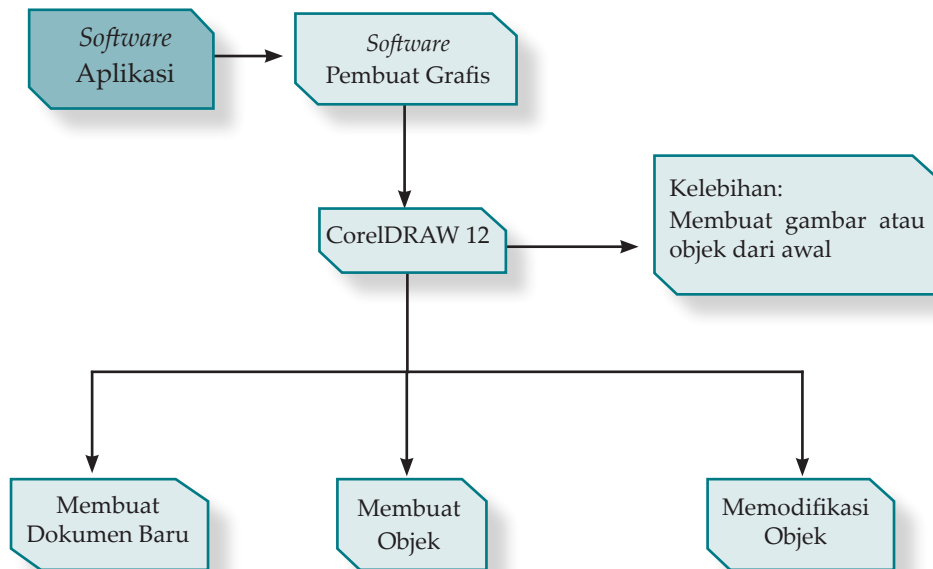 Software
Aplikasi
Software
Pembuat Grafis
CorelDRAW 12
Kelebihan:
Membuat gambar atau
objek dari awal
Membuat
Dokumen Baru
Membuat
Objek
Memodifikasi
Objek